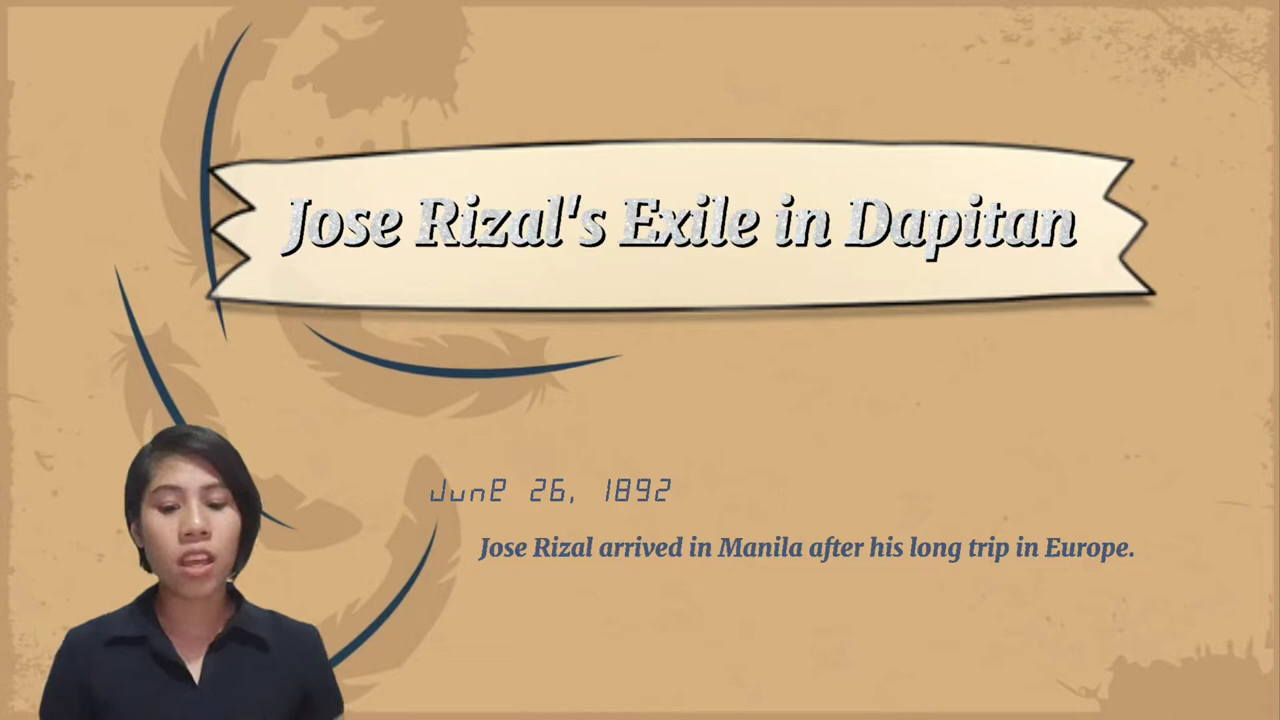 Jose Rizal's Exile in Dapitan
June 26, 1892
Jose Rizal arrived in Manila after his long trip in Europe.